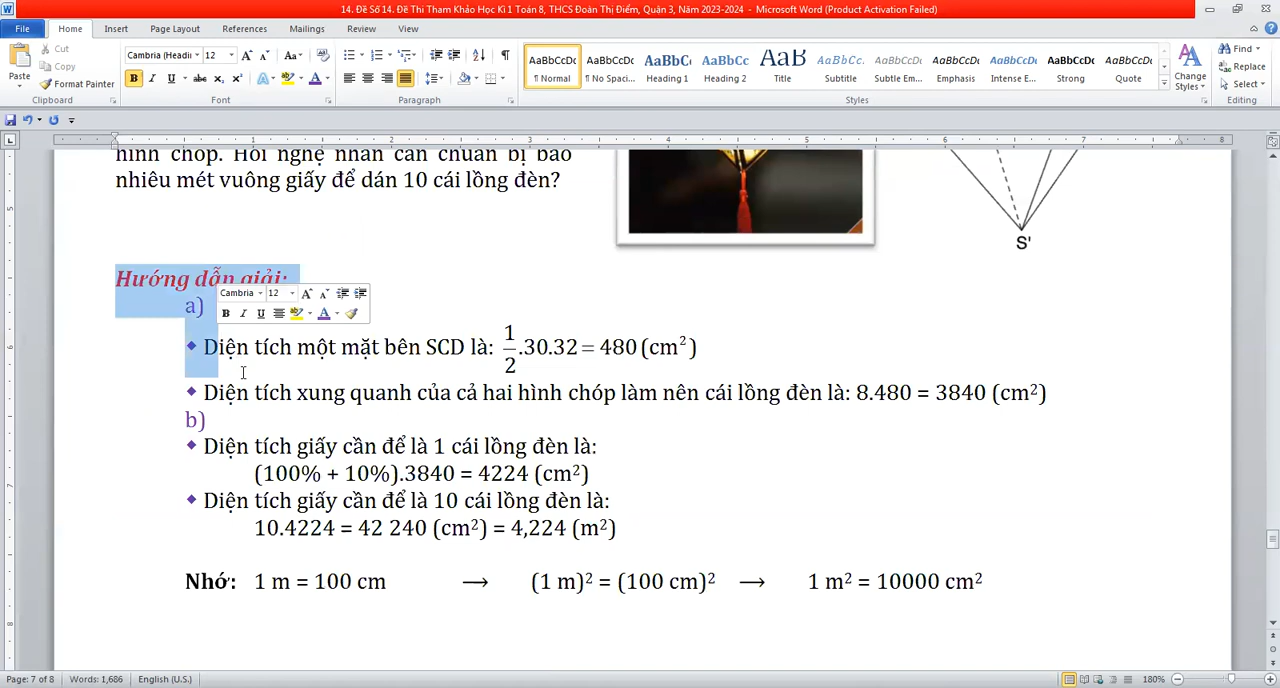 14. Đề Số 14. Đề Thi Tham Khảo Học Kì 1 Toán 8, THCS Đoàn Thị Điểm, Quận 3, Năm 2023-2024 - Microsoft Word (Product Activation Failed)
File Home Insert Page Layout References Mailings Review View
Cut
Copy
Format Painter
Paste
Cambria (Headi 12
AaBbCcDc AaBbCcDc AaBbC AaBbCc AaB AaBbCc. AaBbCcDc AaBbCcDc AaBbCcDc AaBbCcDc AaBbCcDc
¶ Normal ¶ No Spaci... Heading 1 Heading 2 Title Subtitle Subtle Em... Emphasis Intense E... Strong Quote
Change Styles
Find
Replace
Select
Clipboard Font Paragraph Styles Editing
1 2 3 4 5 6 7 8
hình chóp. Hỏi nghệ nhân cần chuẩn bị bao
nhiêu mét vuông giấy để dán 10 cái lồng đèn?
S'
Hướng dẫn giải:
Cambria 12
a)
◆ Diện tích một mặt bên SCD là: 1/2 .30.32 = 480 (cm²)
◆ Diện tích xung quanh của cả hai hình chóp làm nên cái lồng đèn là: 8.480 = 3840 (cm²)
b)
◆ Diện tích giấy cần để là 1 cái lồng đèn là:
(100% + 10%).3840 = 4224 (cm²)
◆ Diện tích giấy cần để là 10 cái lồng đèn là:
10.4224 = 42 240 (cm²) = 4,224 (m²)
Nhớ: 1 m = 100 cm → (1 m)² = (100 cm)² → 1 m² = 10000 cm²
Page: 7 of 8 Words: 1,686 English (U.S.) 180%